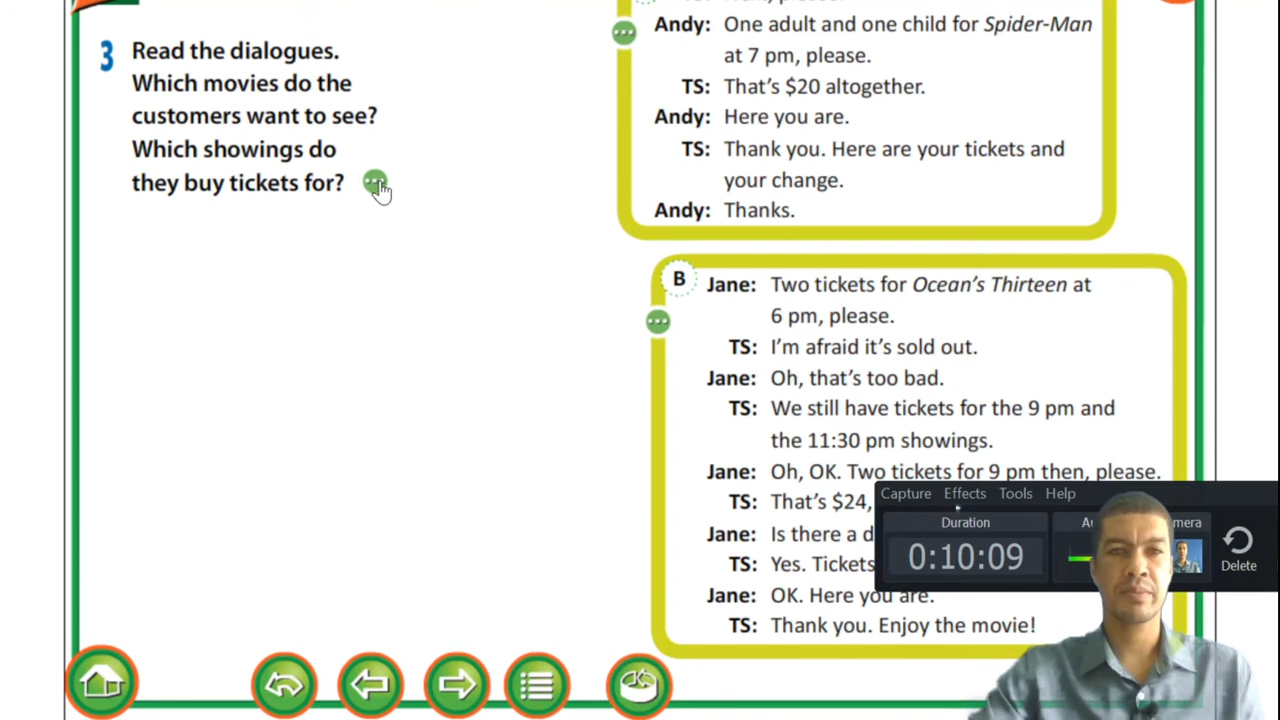 3 Read the dialogues.
Which movies do the
customers want to see?
Which showings do
they buy tickets for?
Andy: One adult and one child for Spider-Man
at 7 pm, please.
TS: That's $20 altogether.
Andy: Here you are.
TS: Thank you. Here are your tickets and
your change.
Andy: Thanks.
B
Jane: Two tickets for Ocean's Thirteen at
6 pm, please.
TS: I'm afraid it's sold out.
Jane: Oh, that's too bad.
TS: We still have tickets for the 9 pm and
the 11:30 pm showings.
Jane: Oh, OK. Two tickets for 9 pm then, please.
TS: That's $24,
Jane: Is there a
TS: Yes. Tickets
Jane: OK. Here you are.
TS: Thank you. Enjoy the movie!
Capture Effects Tools Help
Duration
0:10:09
Delete